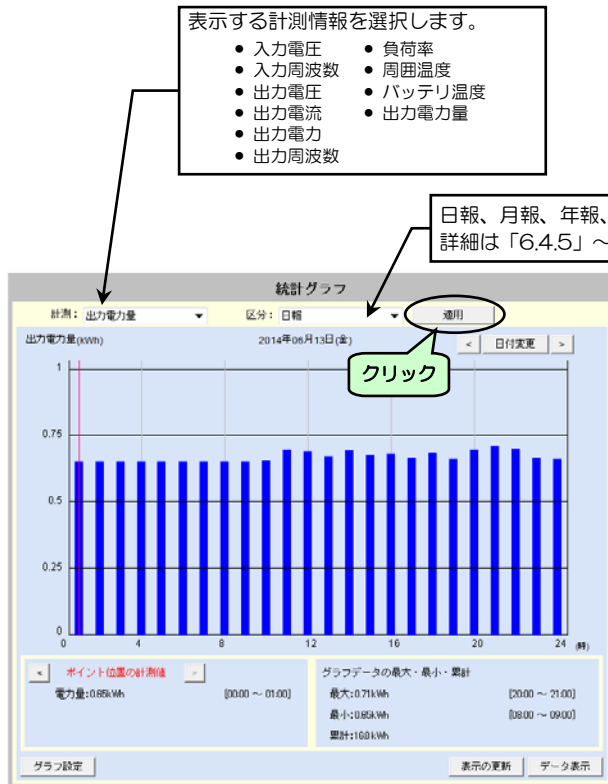 表示する計測情報を選択します。
● 入力電圧
● 入力周波数
● 出力電圧
● 出力電流
● 出力電力
● 出力周波数
● 負荷率
● 周囲温度
● バッテリ温度
● 出力電力量
日報、月報、年報、
詳細は「6.4.5」～
統計グラフ
計測： 出力電力量 区分： 日報 適用
クリック
出力電力量(kWh) 2014年06月13日(金) < 日付変更 >
1
0.75
0.5
0.25
0
0 4 8 12 16 20 24 (時)
< ポイント位置の計測値 >
電力量:0.65kWh [00:00 ～ 01:00]
グラフデータの最大・最小・累計
最大:0.71kWh [20:00 ～ 21:00]
最小:0.65kWh [08:00 ～ 09:00]
累計:16.0kWh
グラフ設定 表示の更新 データ表示